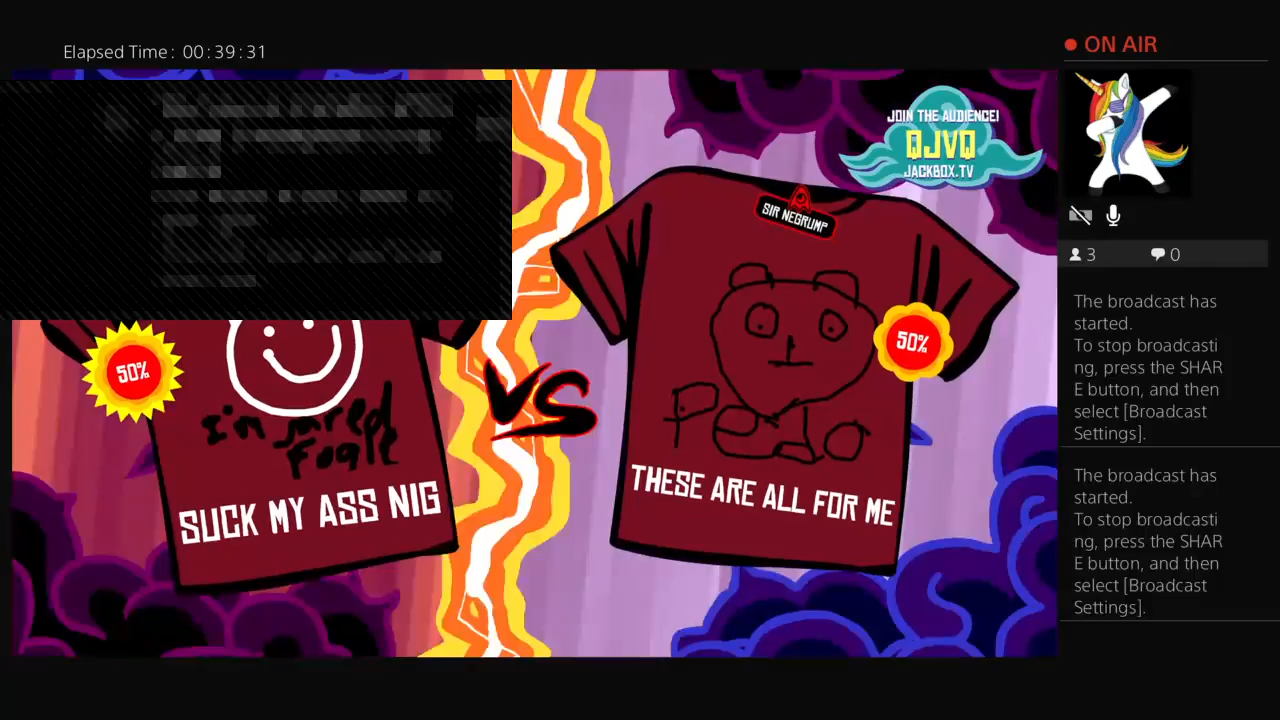 Elapsed Time: 00:39:31
ON AIR
JOIN THE AUDIENCE!
QJVQ
JACKBOX.TV
SIR NEGRUMP
3
0
50%
I'm jared
fogle
SUCK MY ASS NIG
VS
50%
Pedo
THESE ARE ALL FOR ME
The broadcast has
started.
To stop broadcasti
ng, press the SHAR
E button, and then
select [Broadcast
Settings].
The broadcast has
started.
To stop broadcasti
ng, press the SHAR
E button, and then
select [Broadcast
Settings].